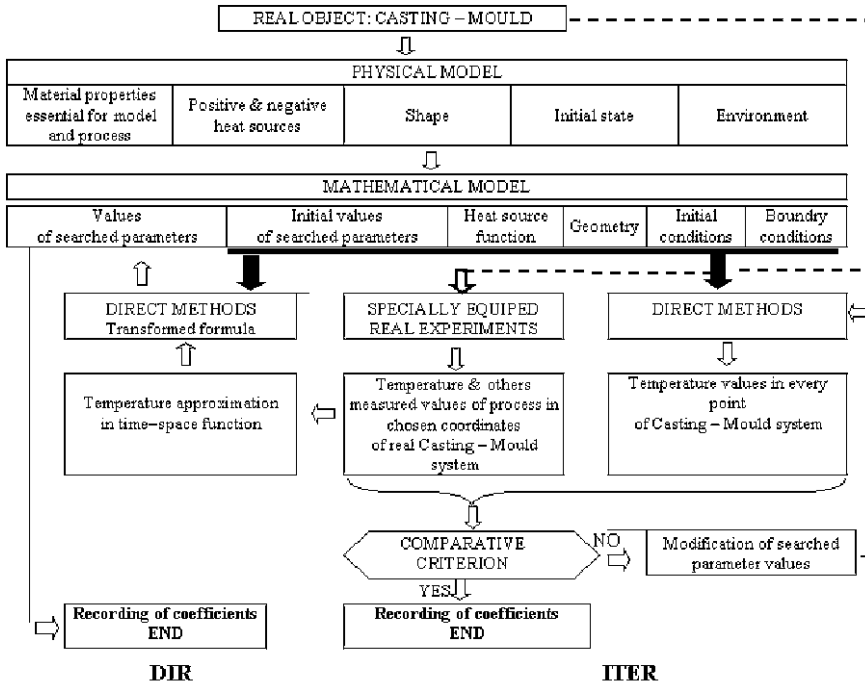 REAL OBJECT: CASTING – MOULD
PHYSICAL MODEL
Material properties
essential for model
and process
Positive & negative
heat sources
Shape
Initial state
Environment
MATHEMATICAL MODEL
Values
of searched parameters
Initial values
of searched parameters
Heat source
function
Geometry
Initial
conditions
Boundry
conditions
DIRECT METHODS
Transformed formula
SPECIALLY EQUIPED
REAL EXPERIMENTS
DIRECT METHODS
Temperature approximation
in time–space function
Temperature & others
measured values of process in
chosen coordinates
of real Casting – Mould
system
Temperature values in every
point
of Casting – Mould system
COMPARATIVE
CRITERION
NO
Modification of searched
parameter values
YES
Recording of coefficients
END
Recording of coefficients
END
DIR
ITER